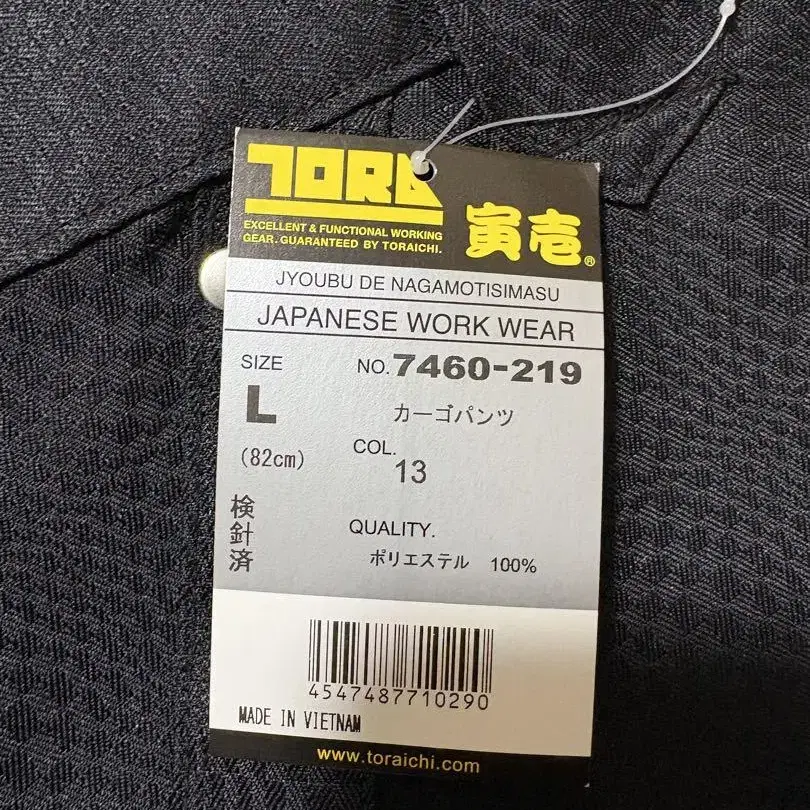 TORA
EXCELLENT & FUNCTIONAL WORKING
GEAR. GUARANTEED BY TORAICHI.
寅壱®
JYOUBU DE NAGAMOTISIMASU
JAPANESE WORK WEAR
SIZE
NO. 7460-219
L
カーゴパンツ
(82cm)
COL.
13
検針済
QUALITY.
ポリエステル 100%
4547487710290
MADE IN VIETNAM
www.toraichi.com